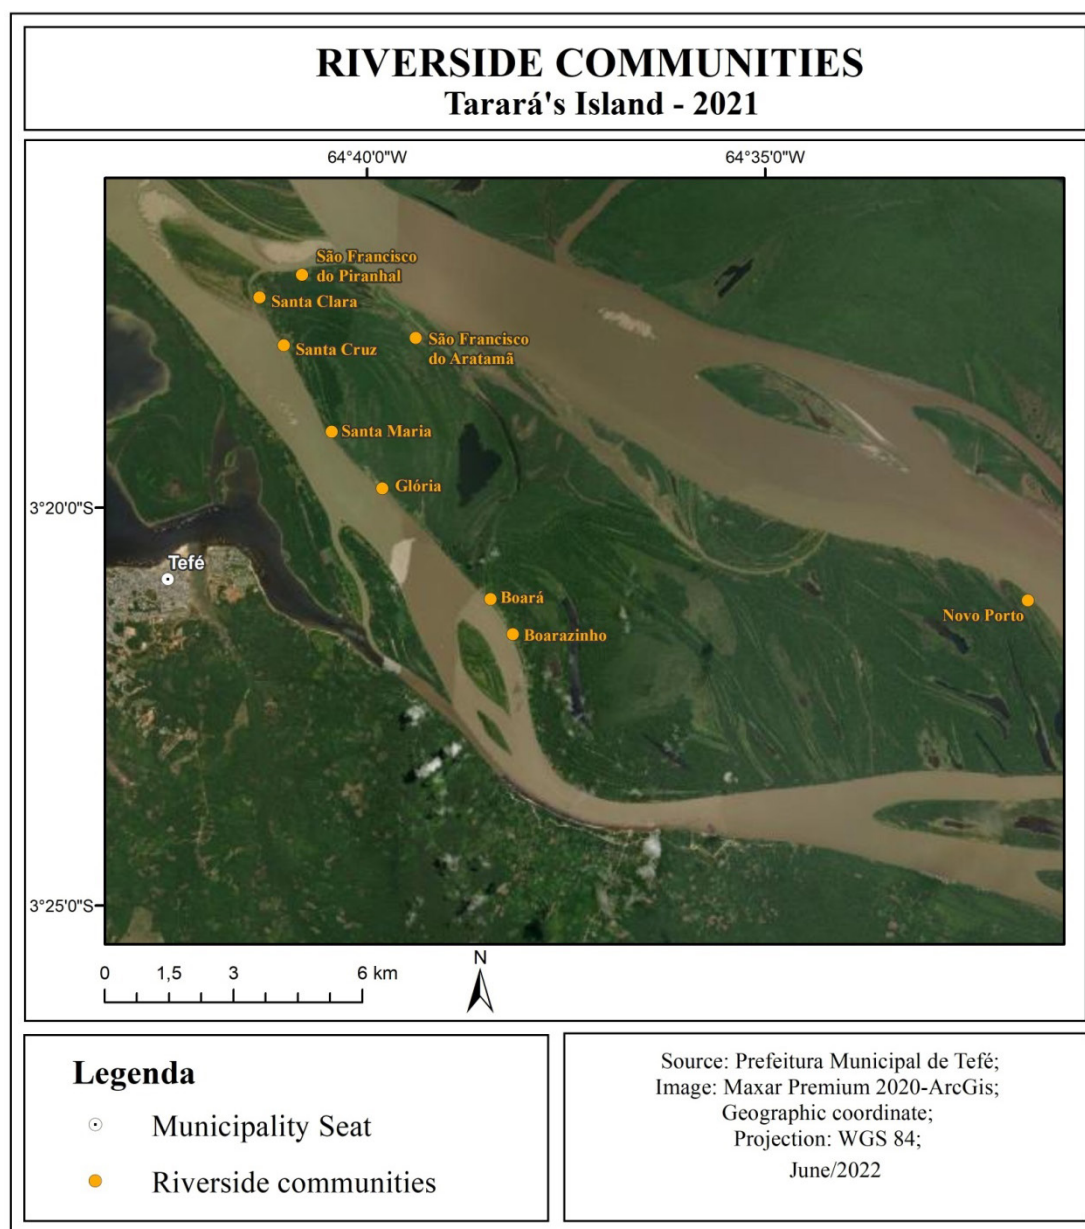 RIVERSIDE COMMUNITIES
Tarará's Island - 2021
64°40'0"W
64°35'0"W
São Francisco
do Piranhal
Santa Clara
São Francisco
do Aratamã
Santa Cruz
Santa Maria
Glória
3°20'0"S
Tefé
Boará
Novo Porto
Boarazinho
3°25'0"S
0 1,5 3 6 km
N
Legenda
Municipality Seat
Riverside communities
Source: Prefeitura Municipal de Tefé;
Image: Maxar Premium 2020-ArcGis;
Geographic coordinate;
Projection: WGS 84;
June/2022